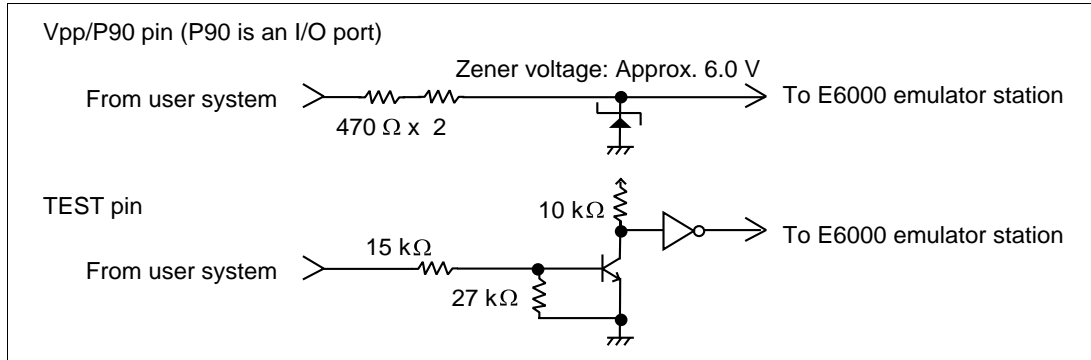 Vpp/P90 pin (P90 is an I/O port)
Zener voltage: Approx. 6.0 V
From user system
To E6000 emulator station
470 Ω x 2
TEST pin
10 kΩ
To E6000 emulator station
15 kΩ
From user system
27 kΩ